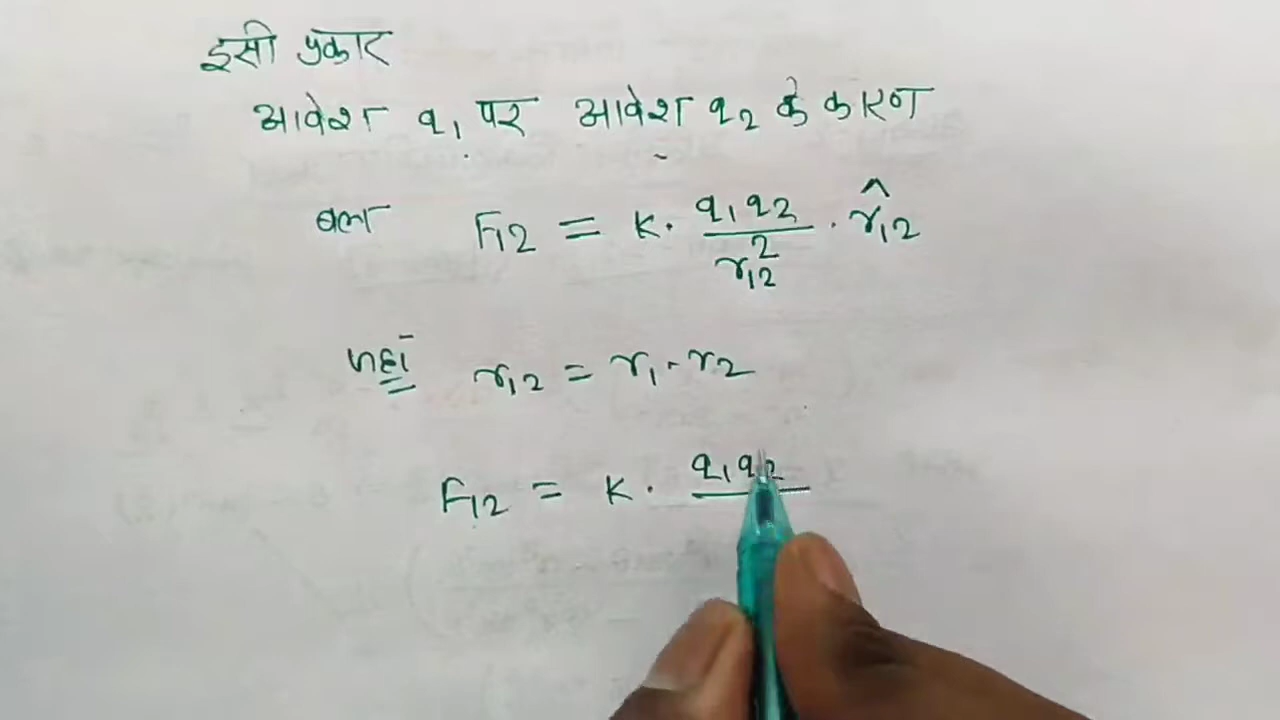 इसी प्रकार
आवेश q₁ पर आवेश q₂ के कारण
बल F₁₂ = K · q₁q₂ / r₁₂² · r̂₁₂
जहां r₁₂ = r₁ - r₂
F₁₂ = K · q₁q₂